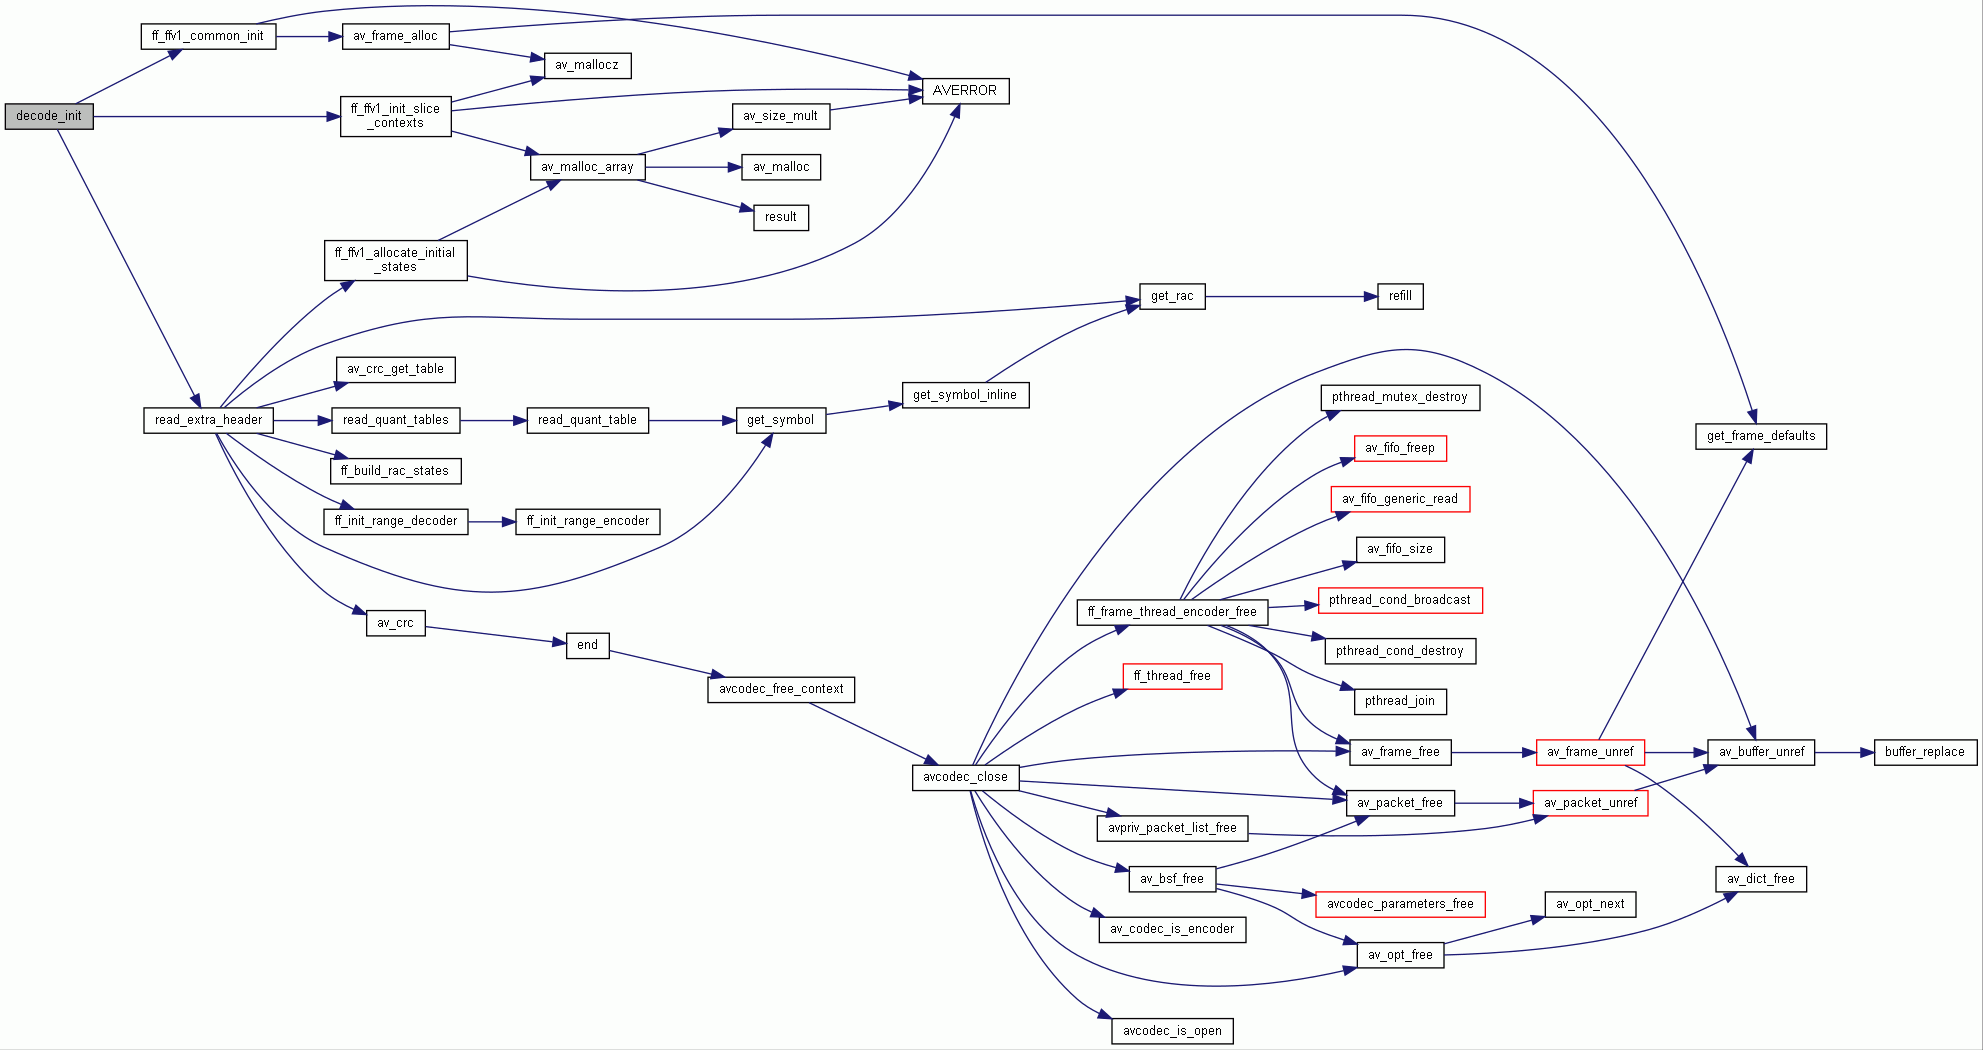 ff_ffv1_common_init
av_frame_alloc
av_mallocz
AVERROR
decode_init
ff_ffv1_init_slice
_contexts
av_size_mult
av_malloc_array
av_malloc
result
ff_ffv1_allocate_initial
_states
get_rac
refill
av_crc_get_table
get_symbol_inline
pthread_mutex_destroy
read_extra_header
read_quant_tables
read_quant_table
get_symbol
get_frame_defaults
av_fifo_freep
ff_build_rac_states
av_fifo_generic_read
ff_init_range_decoder
ff_init_range_encoder
av_fifo_size
pthread_cond_broadcast
ff_frame_thread_encoder_free
av_crc
end
pthread_cond_destroy
ff_thread_free
avcodec_free_context
pthread_join
av_frame_free
av_frame_unref
av_buffer_unref
buffer_replace
avcodec_close
av_packet_free
av_packet_unref
avpriv_packet_list_free
av_bsf_free
av_dict_free
avcodec_parameters_free
av_opt_next
av_codec_is_encoder
av_opt_free
avcodec_is_open